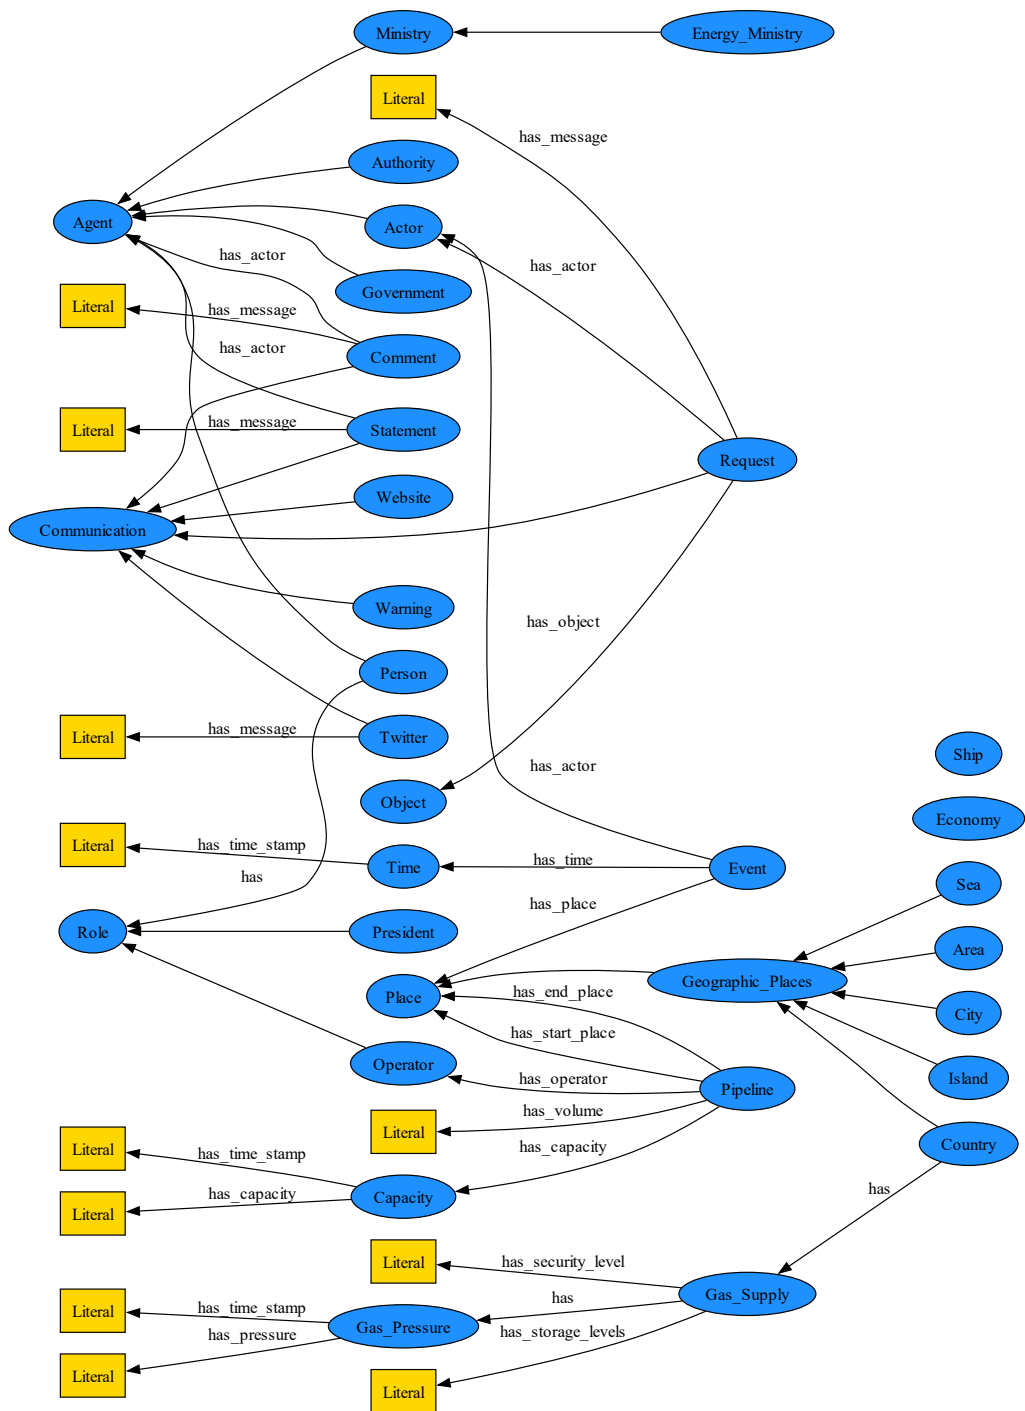 Ministry
Energy_Ministry
Literal
has_message
Authority
Agent
Actor
has_actor
has_actor
Government
Literal
has_message
Comment
has_actor
Literal
has_message
Statement
Request
Website
Communication
Warning
has_object
Person
Literal
has_message
Twitter
Ship
has_actor
Object
Economy
Literal
has_time_stamp
Time
has_time
Event
has
Sea
has_place
Role
President
Area
Place
has_end_place
Geographic_Places
City
has_start_place
Operator
has_operator
Pipeline
Island
Literal
has_volume
Literal
has_time_stamp
has_capacity
Country
Literal
has_capacity
Capacity
has
Literal
has_security_level
Gas_Supply
Literal
has_time_stamp
has
Gas_Pressure
has_pressure
has_storage_levels
Literal
Literal